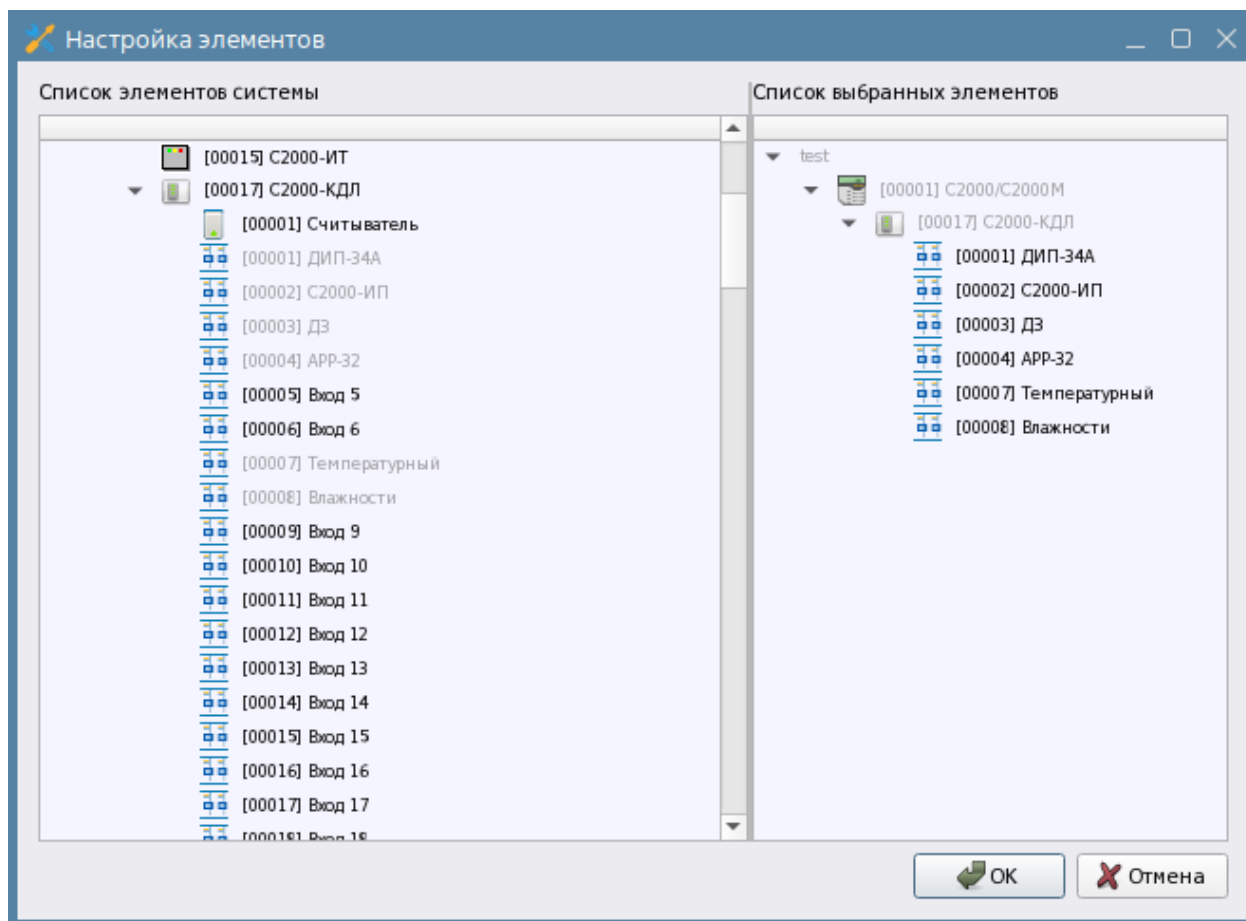 Настройка элементов
Список элементов системы
[00015] С2000-ИТ
[00017] С2000-КДЛ
[00001] Считыватель
[00001] ДИП-34А
[00002] С2000-ИП
[00003] ДЗ
[00004] АРР-32
[00005] Вход 5
[00006] Вход 6
[00007] Температурный
[00008] Влажности
[00009] Вход 9
[00010] Вход 10
[00011] Вход 11
[00012] Вход 12
[00013] Вход 13
[00014] Вход 14
[00015] Вход 15
[00016] Вход 16
[00017] Вход 17
[00018] Вход 18
Список выбранных элементов
test
[00001] С2000/С2000М
[00017] С2000-КДЛ
[00001] ДИП-34А
[00002] С2000-ИП
[00003] ДЗ
[00004] АРР-32
[00007] Температурный
[00008] Влажности
ОК
Отмена